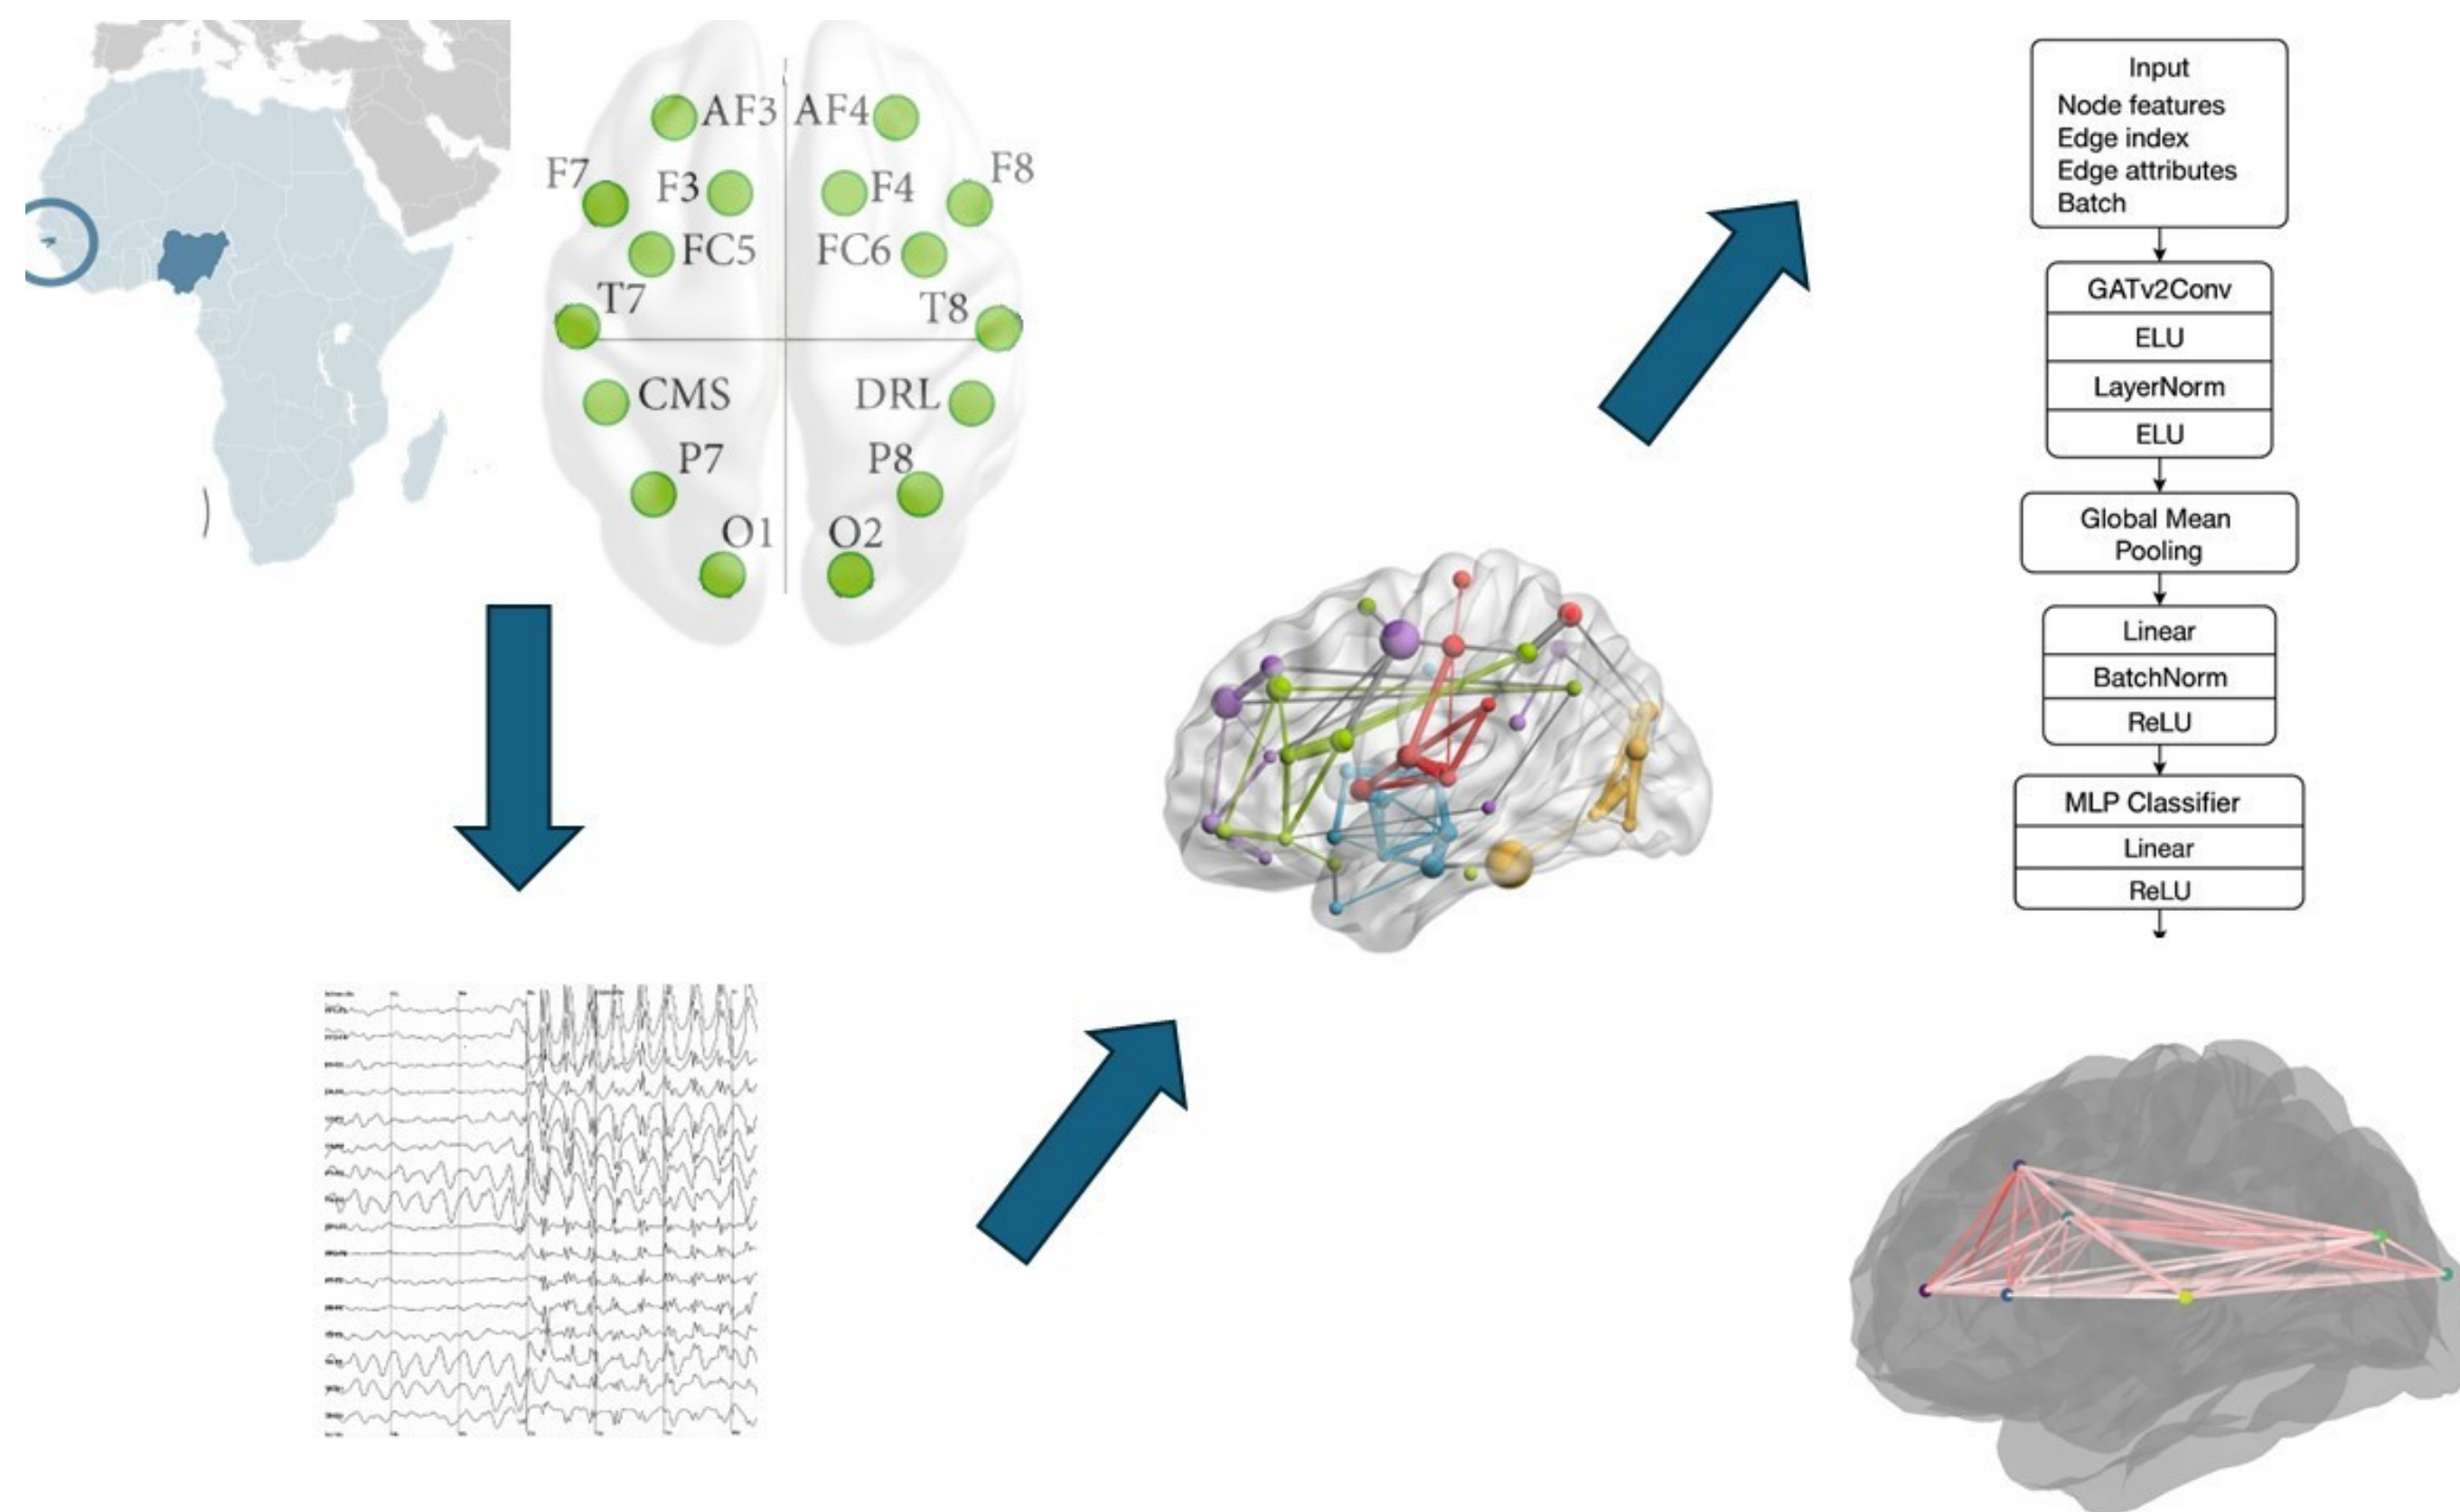 AF3 AF4
F7 F3 F4 F8
FC5 FC6
T7 T8
CMS DRL
P7 P8
O1 O2
Input
Node features
Edge index
Edge attributes
Batch
GATv2Conv
ELU
LayerNorm
ELU
Global Mean
Pooling
Linear
BatchNorm
ReLU
MLP Classifier
Linear
ReLU